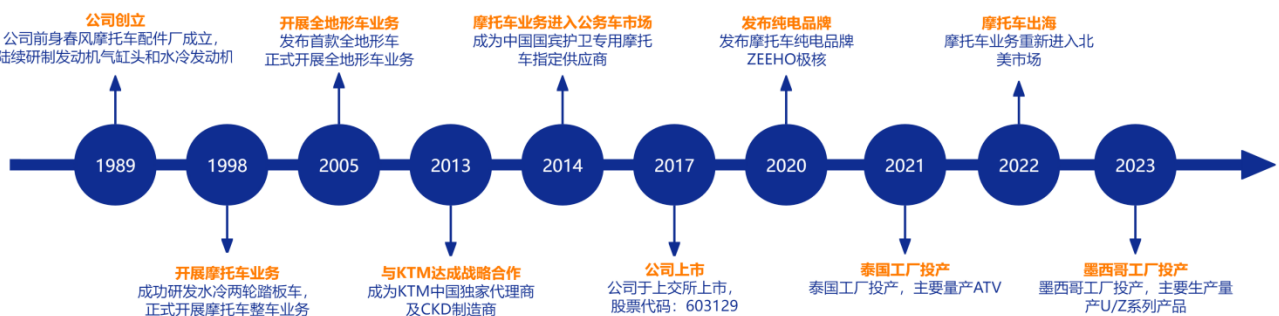 公司创立
公司前身春风摩托车配件厂成立，
陆续研制发动机气缸头和水冷发动机
开展全地形车业务
发布首款全地形车
正式开展全地形车业务
摩托车业务进入公务车市场
成为中国国宾护卫专用摩托
车指定供应商
发布纯电品牌
发布摩托车纯电品牌
ZEEHO极核
摩托车出海
摩托车业务重新进入北
美市场
1989
1998
2005
2013
2014
2017
2020
2021
2022
2023
开展摩托车业务
成功研发水冷两轮踏板车，
正式开展摩托车整车业务
与KTM达成战略合作
成为KTM中国独家代理商
及CKD制造商
公司上市
公司于上交所上市，
股票代码：603129
泰国工厂投产
泰国工厂投产，主要量产ATV
墨西哥工厂投产
墨西哥工厂投产，主要生产量
产U/Z系列产品